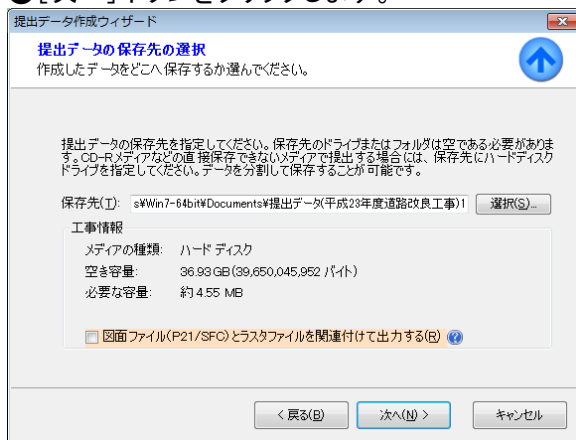 提出データ作成ウィザード
提出データの保存先の選択
作成したデータをどこへ保存するか選んでください。
提出データの保存先を指定してください。保存先のドライブまたはフォルダは空である必要がありま
す。CD-Rメディアなどの直接保存できないメディアで提出する場合には、保存先にハードディスク
ドライブを指定してください。データを分割して保存することが可能です。
保存先(T): s¥Win7-64bit¥Documents¥提出データ(平成23年度道路改良工事)1 選択(S)...
工事情報
メディアの種類: ハード ディスク
空き容量: 36.93 GB (39,650,045,952 バイト)
必要な容量: 約 4.55 MB
図面ファイル(P21/SFC)とラスタファイルを関連付けて出力する(R)
< 戻る(B) 次へ(N) > キャンセル